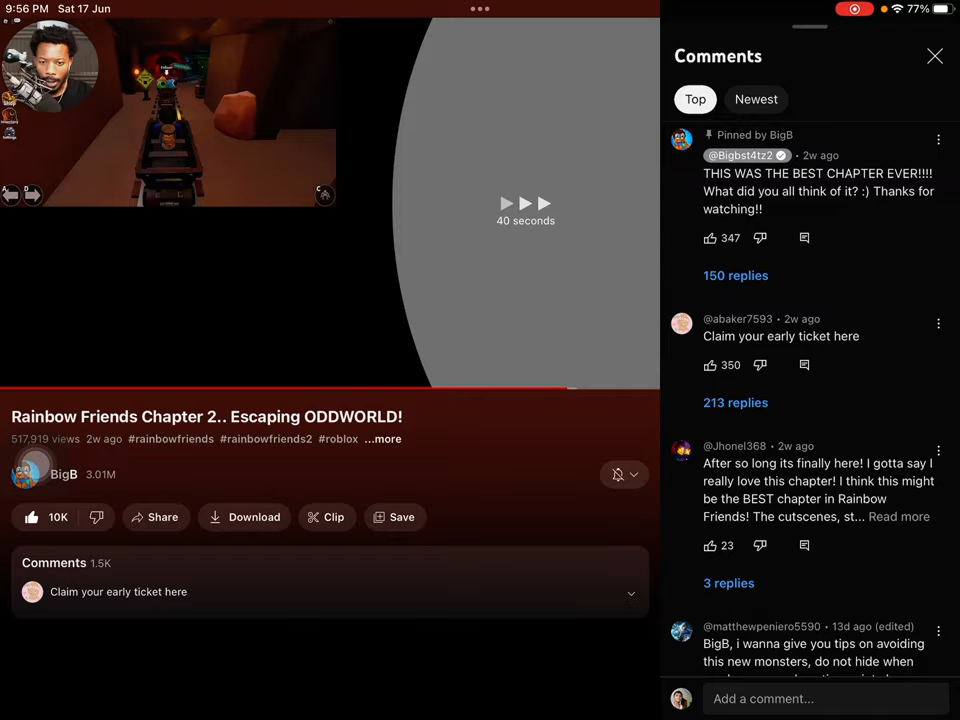 9:56 PM Sat 17 Jun
77%
Shop
A
D
C
40 seconds
Rainbow Friends Chapter 2.. Escaping ODDWORLD!
517,919 views 2w ago #rainbowfriends #rainbowfriends2 #roblox ...more
BigB 3.01M
10K
Share
Download
Clip
Save
Comments 1.5K
Claim your early ticket here
Comments
Top
Newest
Pinned by BigB
@Bigbst4tz2 • 2w ago
THIS WAS THE BEST CHAPTER EVER!!!!
What did you all think of it? :) Thanks for
watching!!
347
150 replies
@abaker7593 • 2w ago
Claim your early ticket here
350
213 replies
@Jhonel368 • 2w ago
After so long its finally here! I gotta say I
really love this chapter! I think this might
be the BEST chapter in Rainbow
Friends! The cutscenes, st... Read more
23
3 replies
@matthewpeniero5590 • 13d ago (edited)
BigB, i wanna give you tips on avoiding
this new monsters, do not hide when
Add a comment...